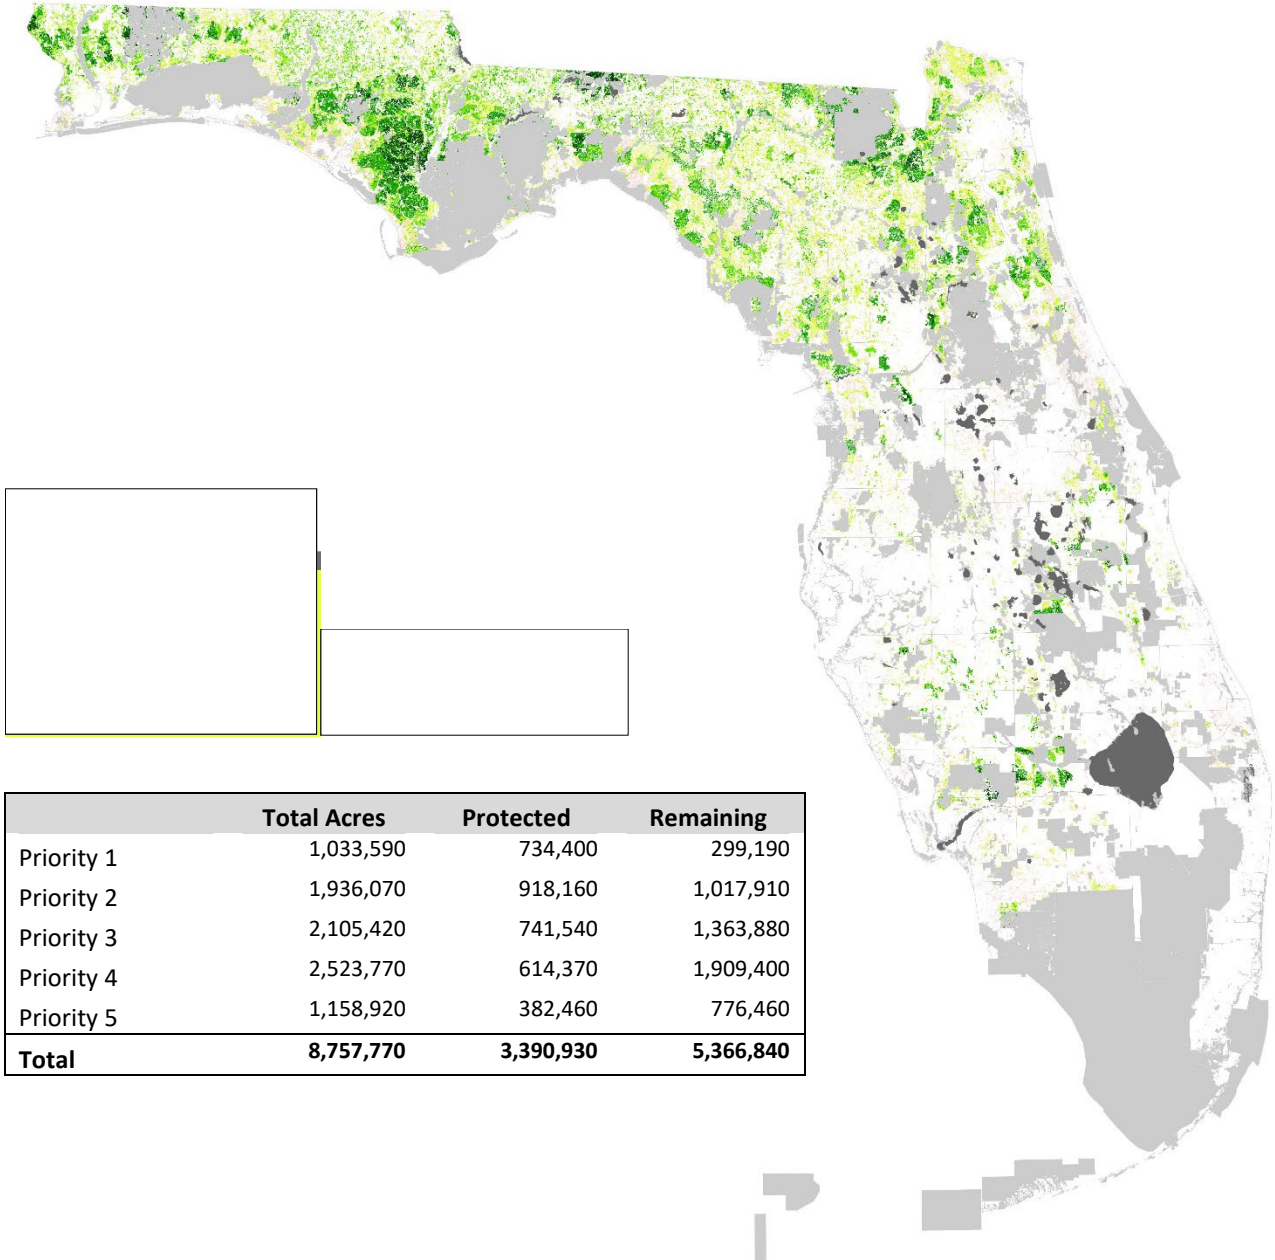 Total Acres Protected Remaining
Priority 1 1,033,590 734,400 299,190
Priority 2 1,936,070 918,160 1,017,910
Priority 3 2,105,420 741,540 1,363,880
Priority 4 2,523,770 614,370 1,909,400
Priority 5 1,158,920 382,460 776,460
Total 8,757,770 3,390,930 5,366,840